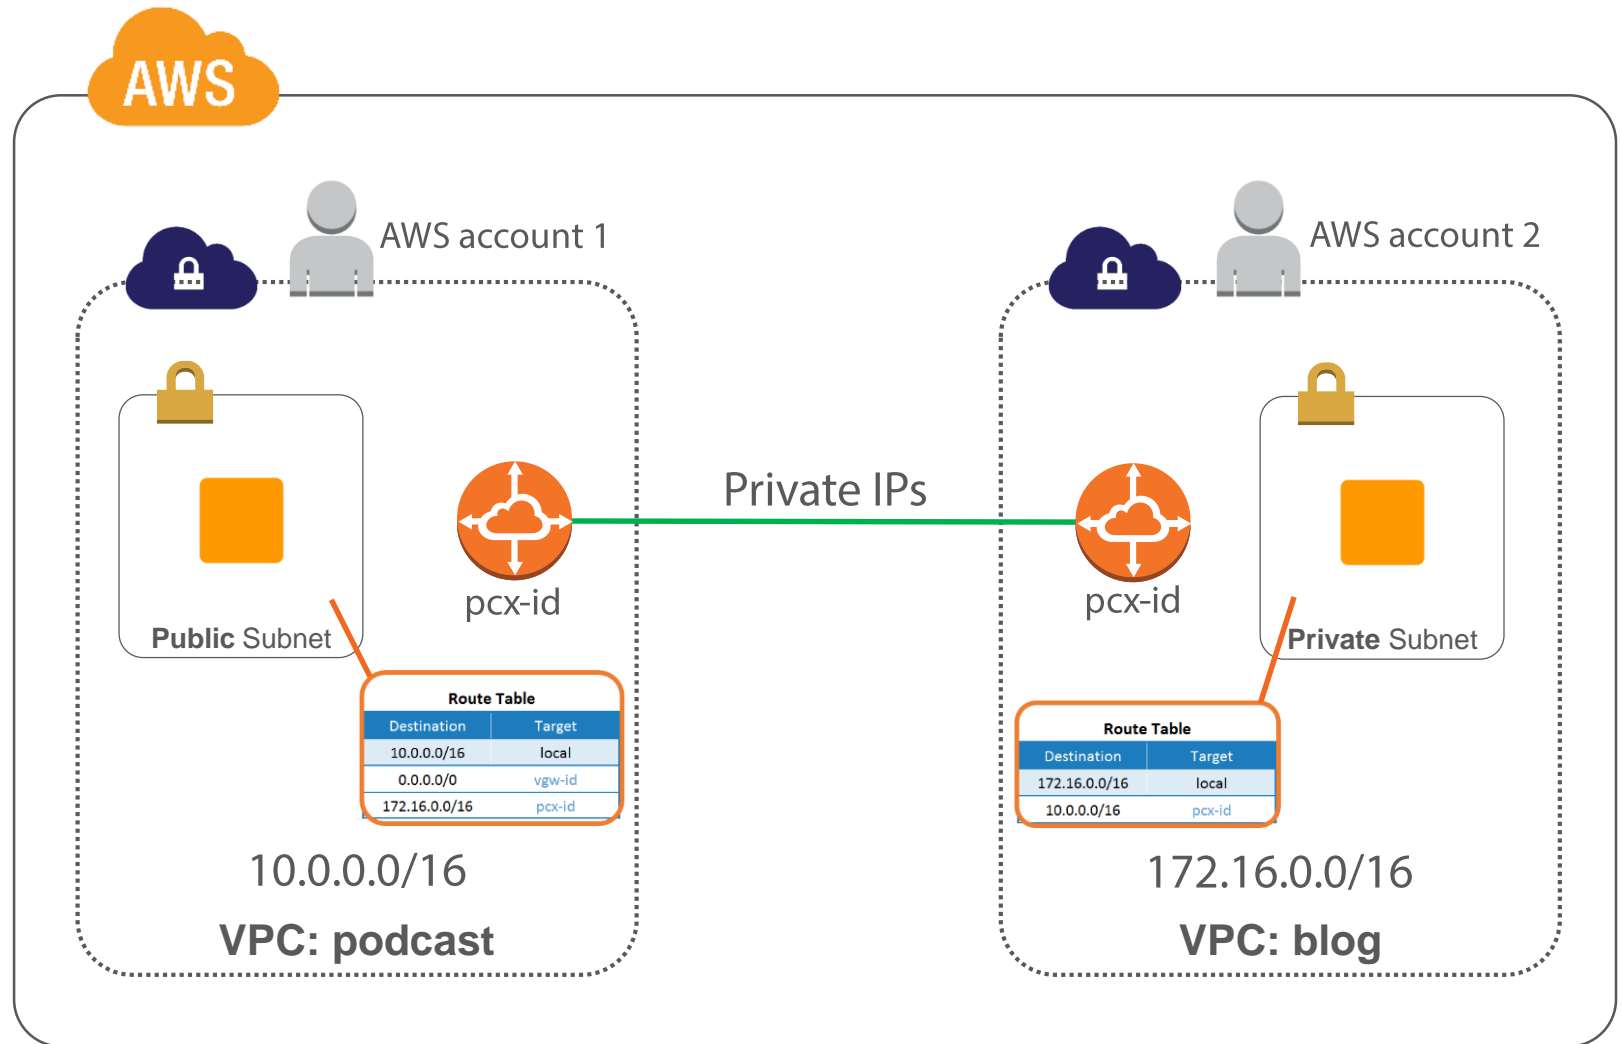 AWS
AWS account 1
AWS account 2
Private IPs
pcx-id
pcx-id
Public Subnet
Private Subnet
Route Table
Destination Target
10.0.0.0/16 local
0.0.0.0/0 vgw-id
172.16.0.0/16 pcx-id
Route Table
Destination Target
172.16.0.0/16 local
10.0.0.0/16 pcx-id
10.0.0.0/16
VPC: podcast
172.16.0.0/16
VPC: blog